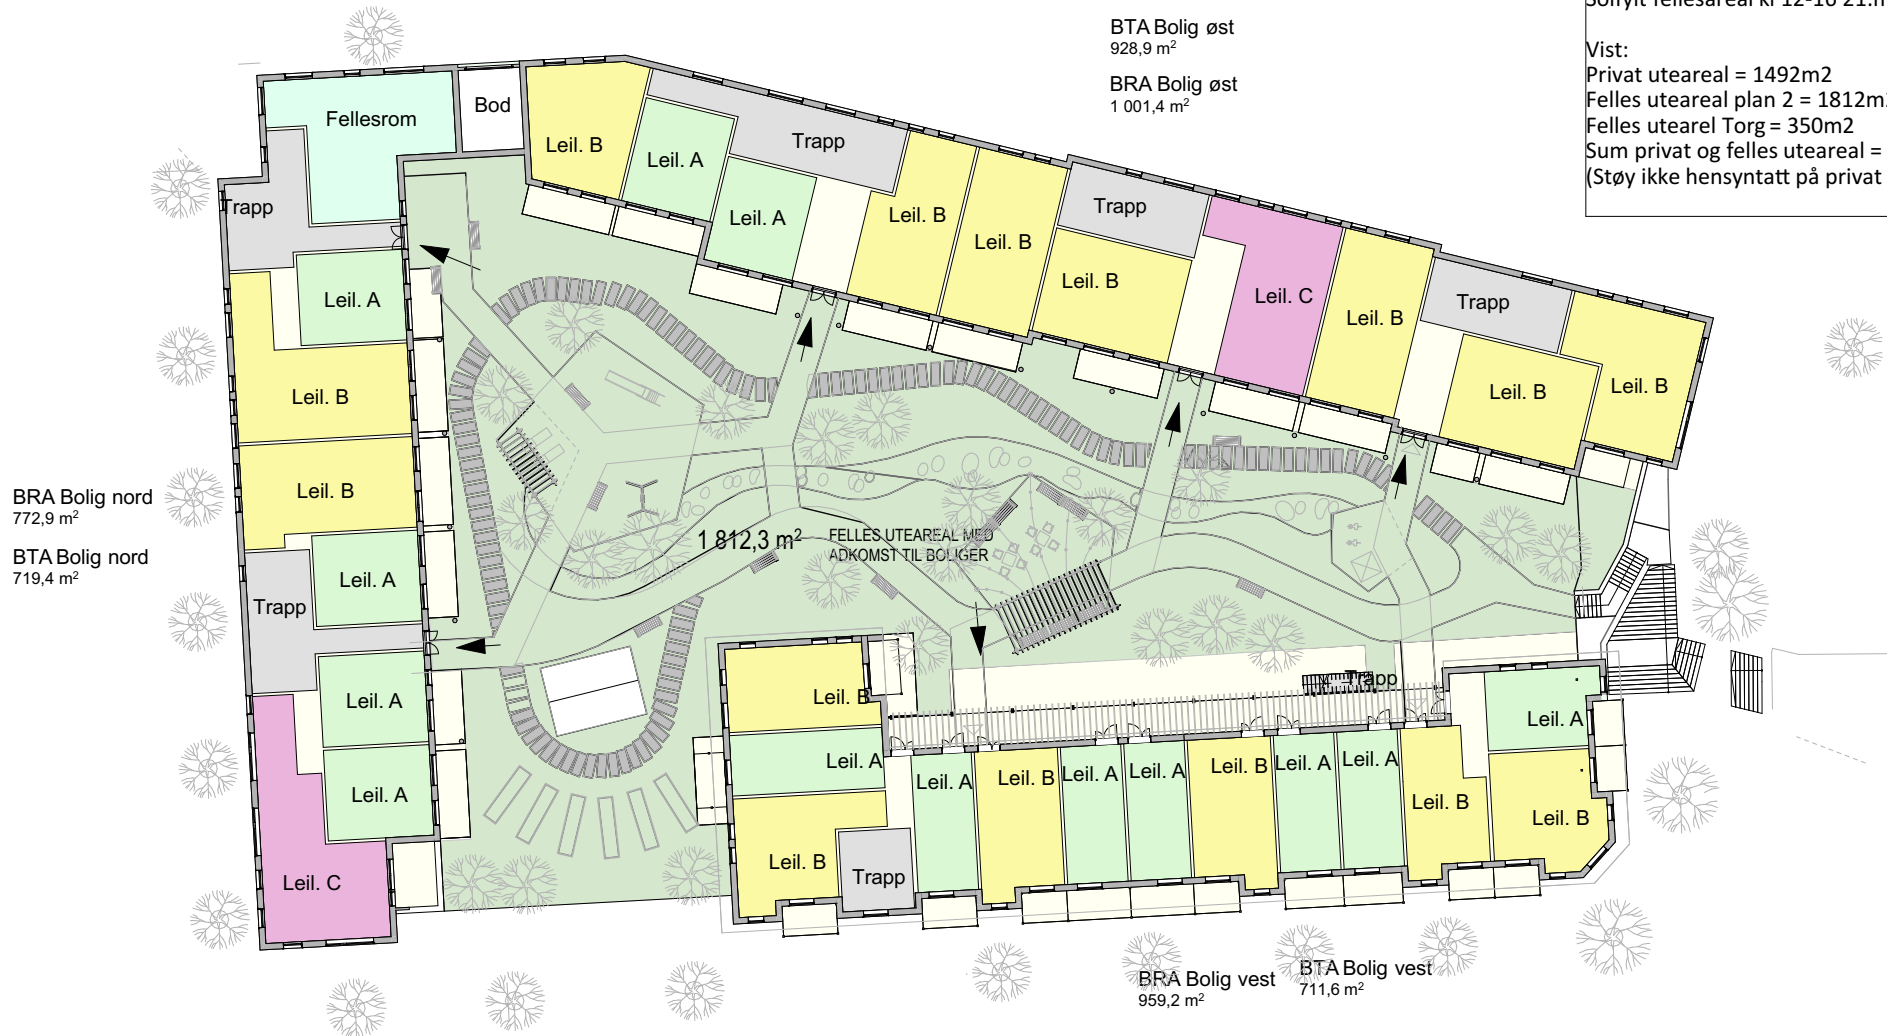 BTA Bolig øst
928,9 m²
BRA Bolig øst
1 001,4 m²
Vist:
Privat uteareal = 1492m2
Felles uteareal plan 2 = 1812m
Felles utearel Torg = 350m2
Sum privat og felles uteareal =
(Støy ikke hensyntatt på privat
Fellesrom
Bod
Leil. B
Leil. A
Trapp
Leil. A
Leil. B
Leil. B
Trapp
Leil. B
Leil. C
Leil. B
Trapp
Leil. B
Leil. B
Trapp
Leil. A
Leil. B
Leil. B
Leil. A
Trapp
Leil. A
Leil. A
Leil. C
BRA Bolig nord
772,9 m²
BTA Bolig nord
719,4 m²
1 812,3 m²
FELLES UTEAREAL MED
ADKOMST TIL BOLIGER
Leil. B
Leil. A
Leil. B
Trapp
Leil. A
Leil. B
Leil. A
Leil. A
Leil. B
Leil. A
Leil. A
Leil. B
Trapp
Leil. A
Leil. B
BRA Bolig vest
959,2 m²
BTA Bolig vest
711,6 m²